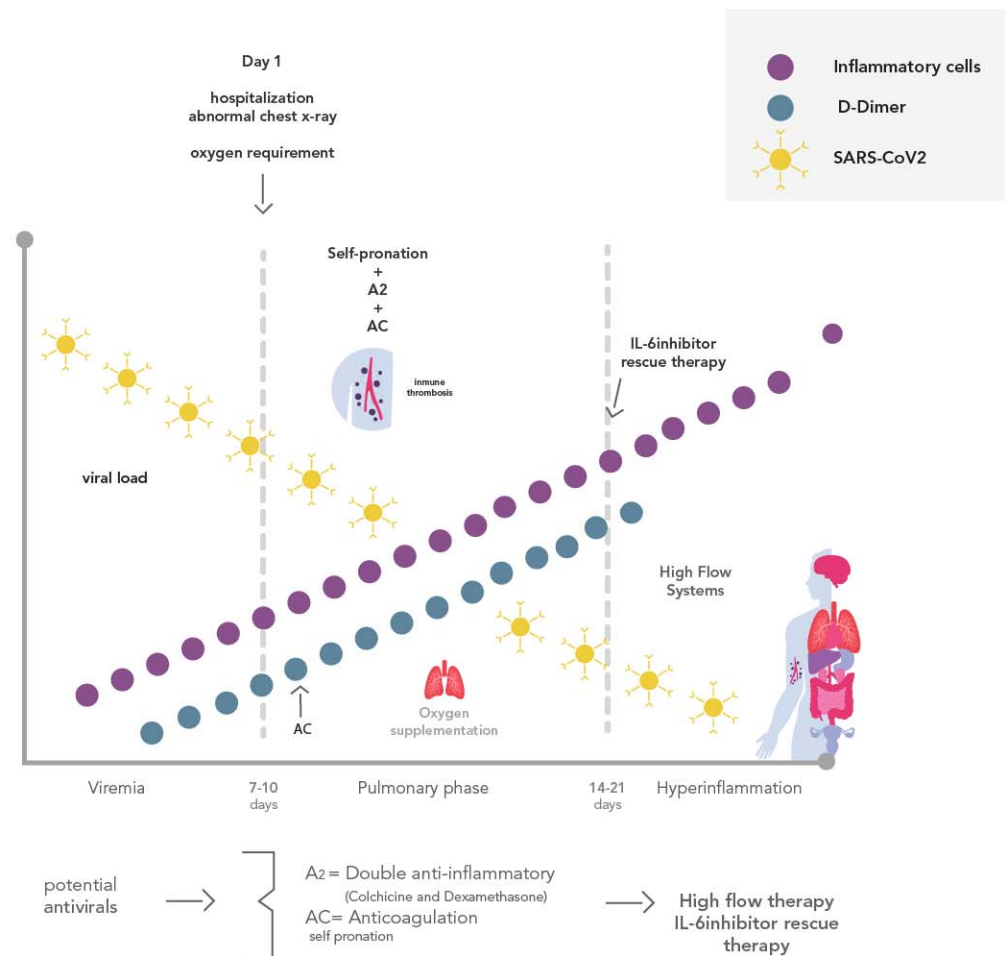 Day 1
hospitalization
abnormal chest x-ray
oxygen requirement
Inflammatory cells
D-Dimer
SARS-CoV2
Self-pronation
+
A2
+
AC
inmune
thrombosis
IL-6inhibitor
rescue therapy
viral load
High Flow
Systems
AC
Oxygen
supplementation
Viremia
7-10
days
Pulmonary phase
14-21
days
Hyperinflammation
potential
antivirals
A2 = Double anti-inflammatory
(Colchicine and Dexamethasone)
AC= Anticoagulation
self pronation
High flow therapy
IL-6inhibitor rescue
therapy